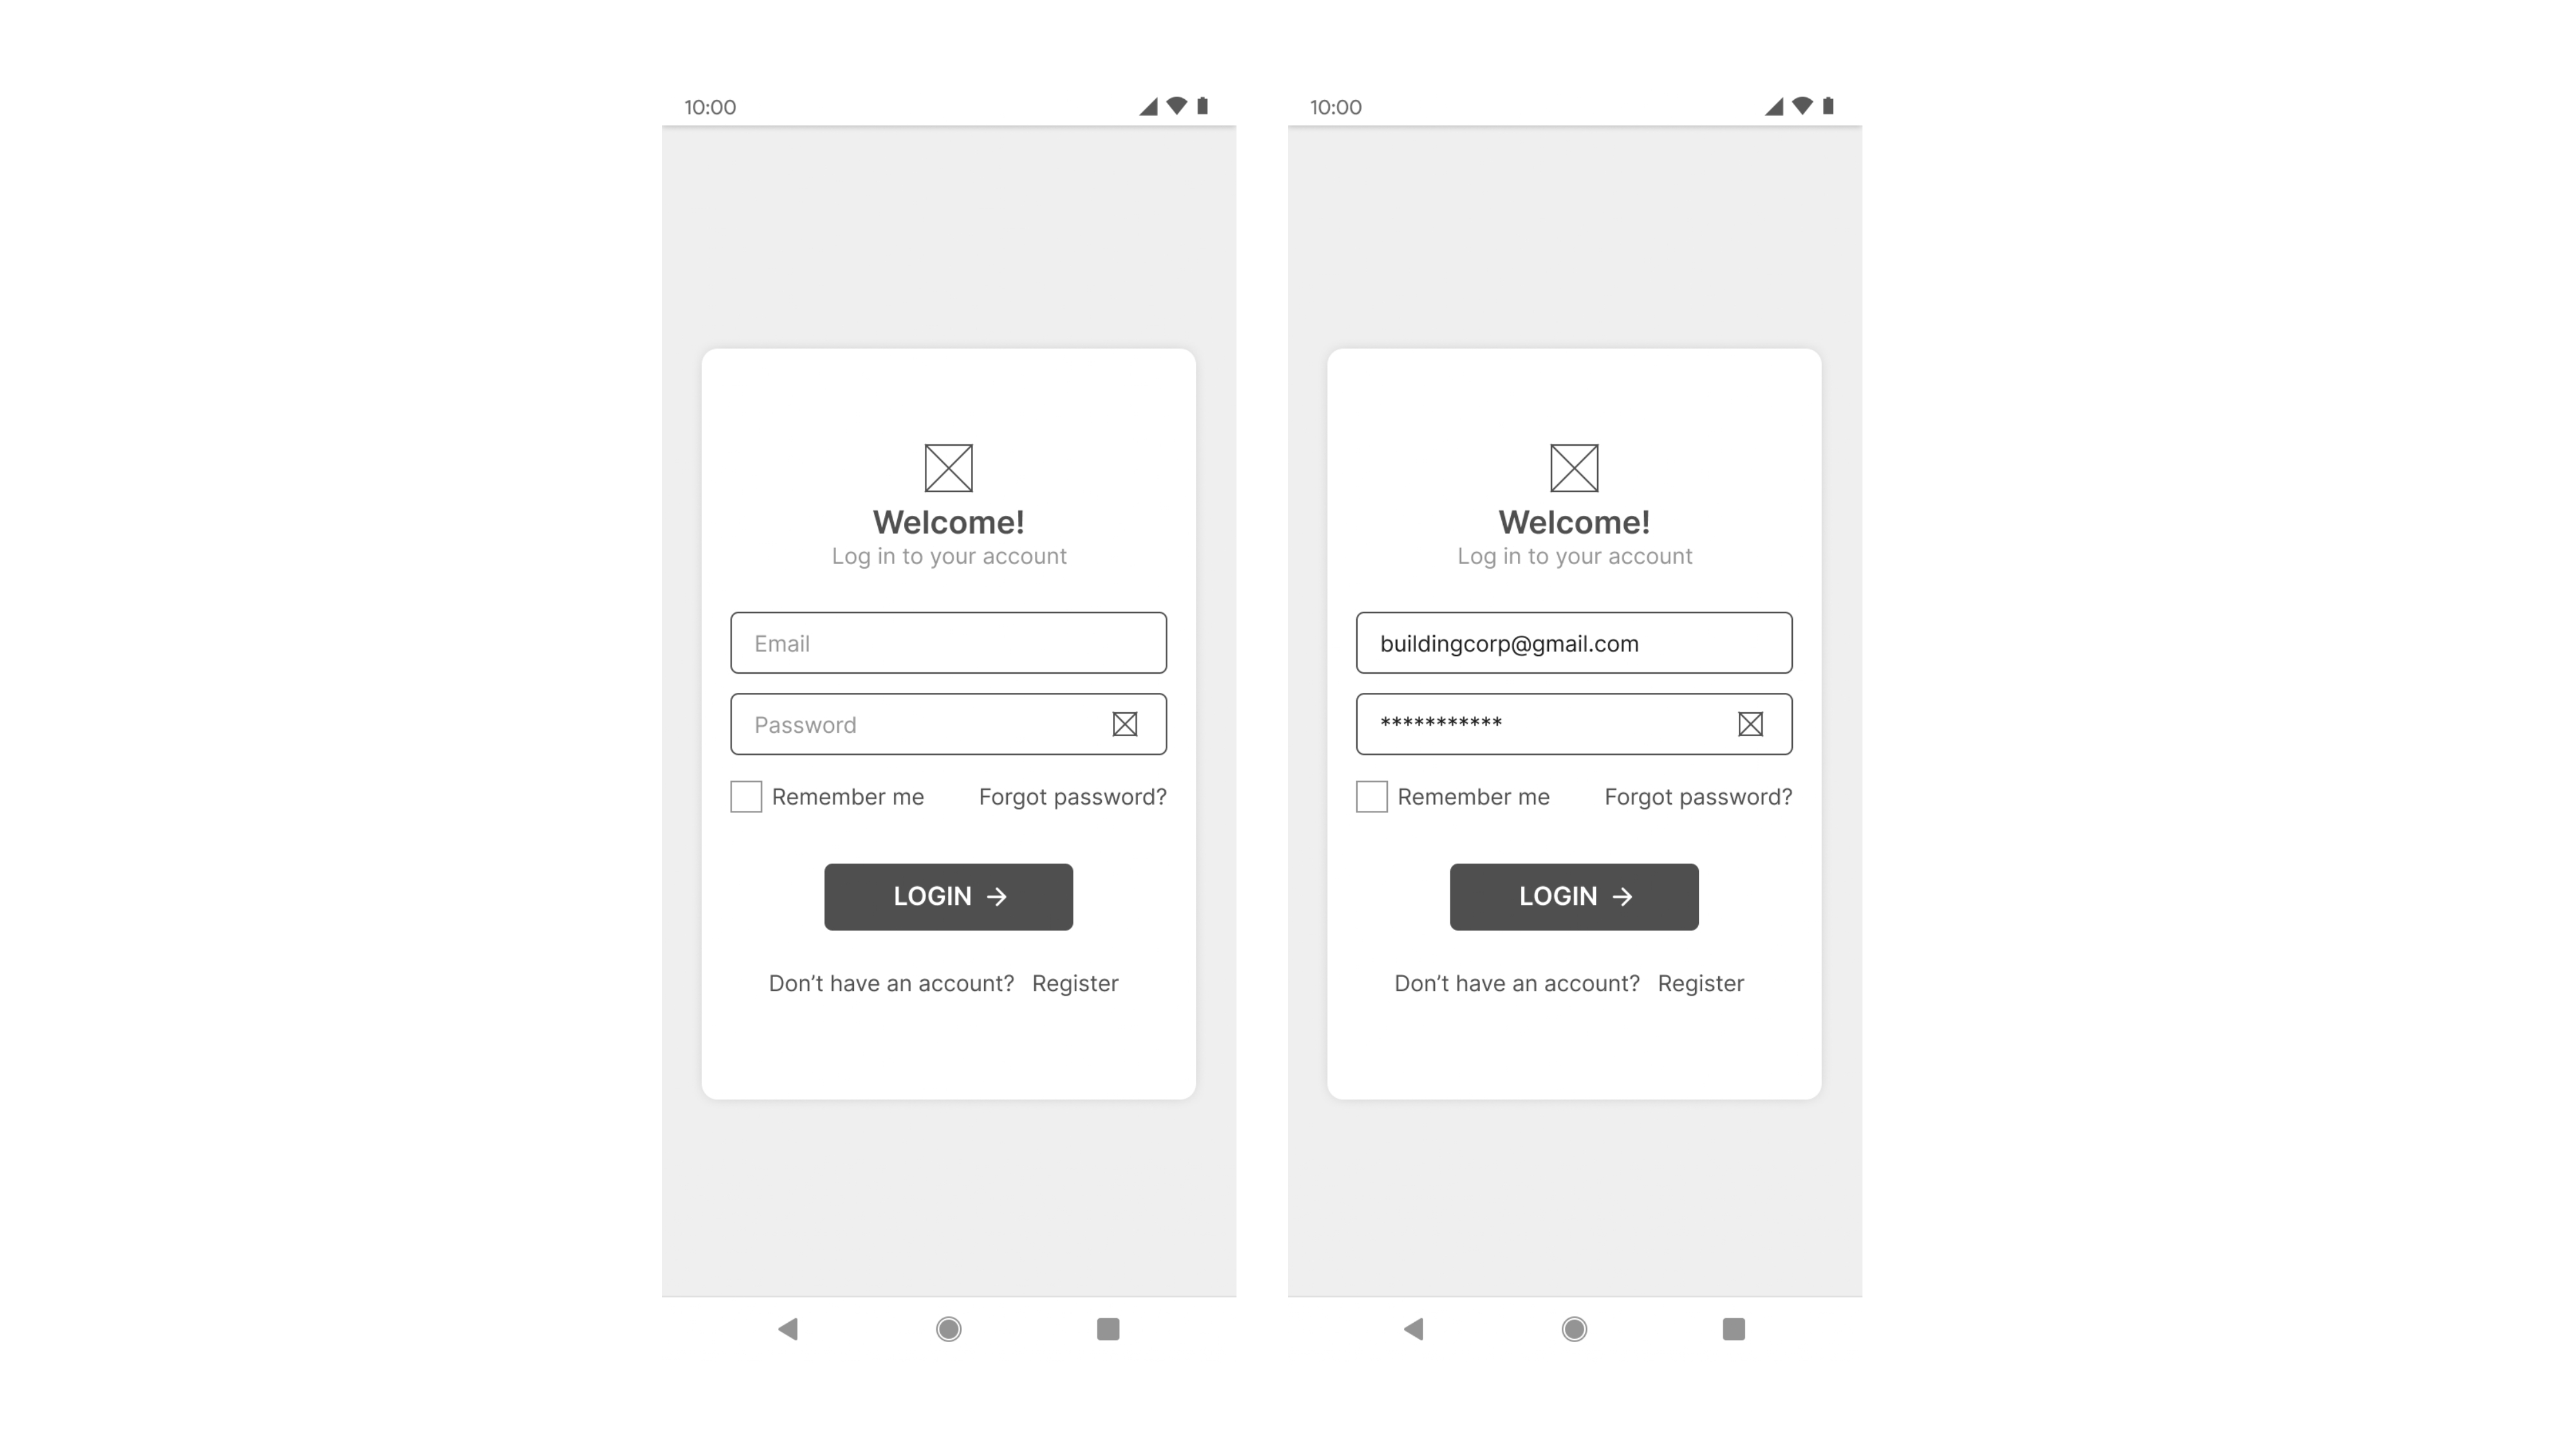 10:00
Welcome!
Log in to your account
Email
Password
Remember me
Forgot password?
LOGIN →
Don’t have an account? Register
10:00
Welcome!
Log in to your account
buildingcorp@gmail.com
***********
Remember me
Forgot password?
LOGIN →
Don’t have an account? Register